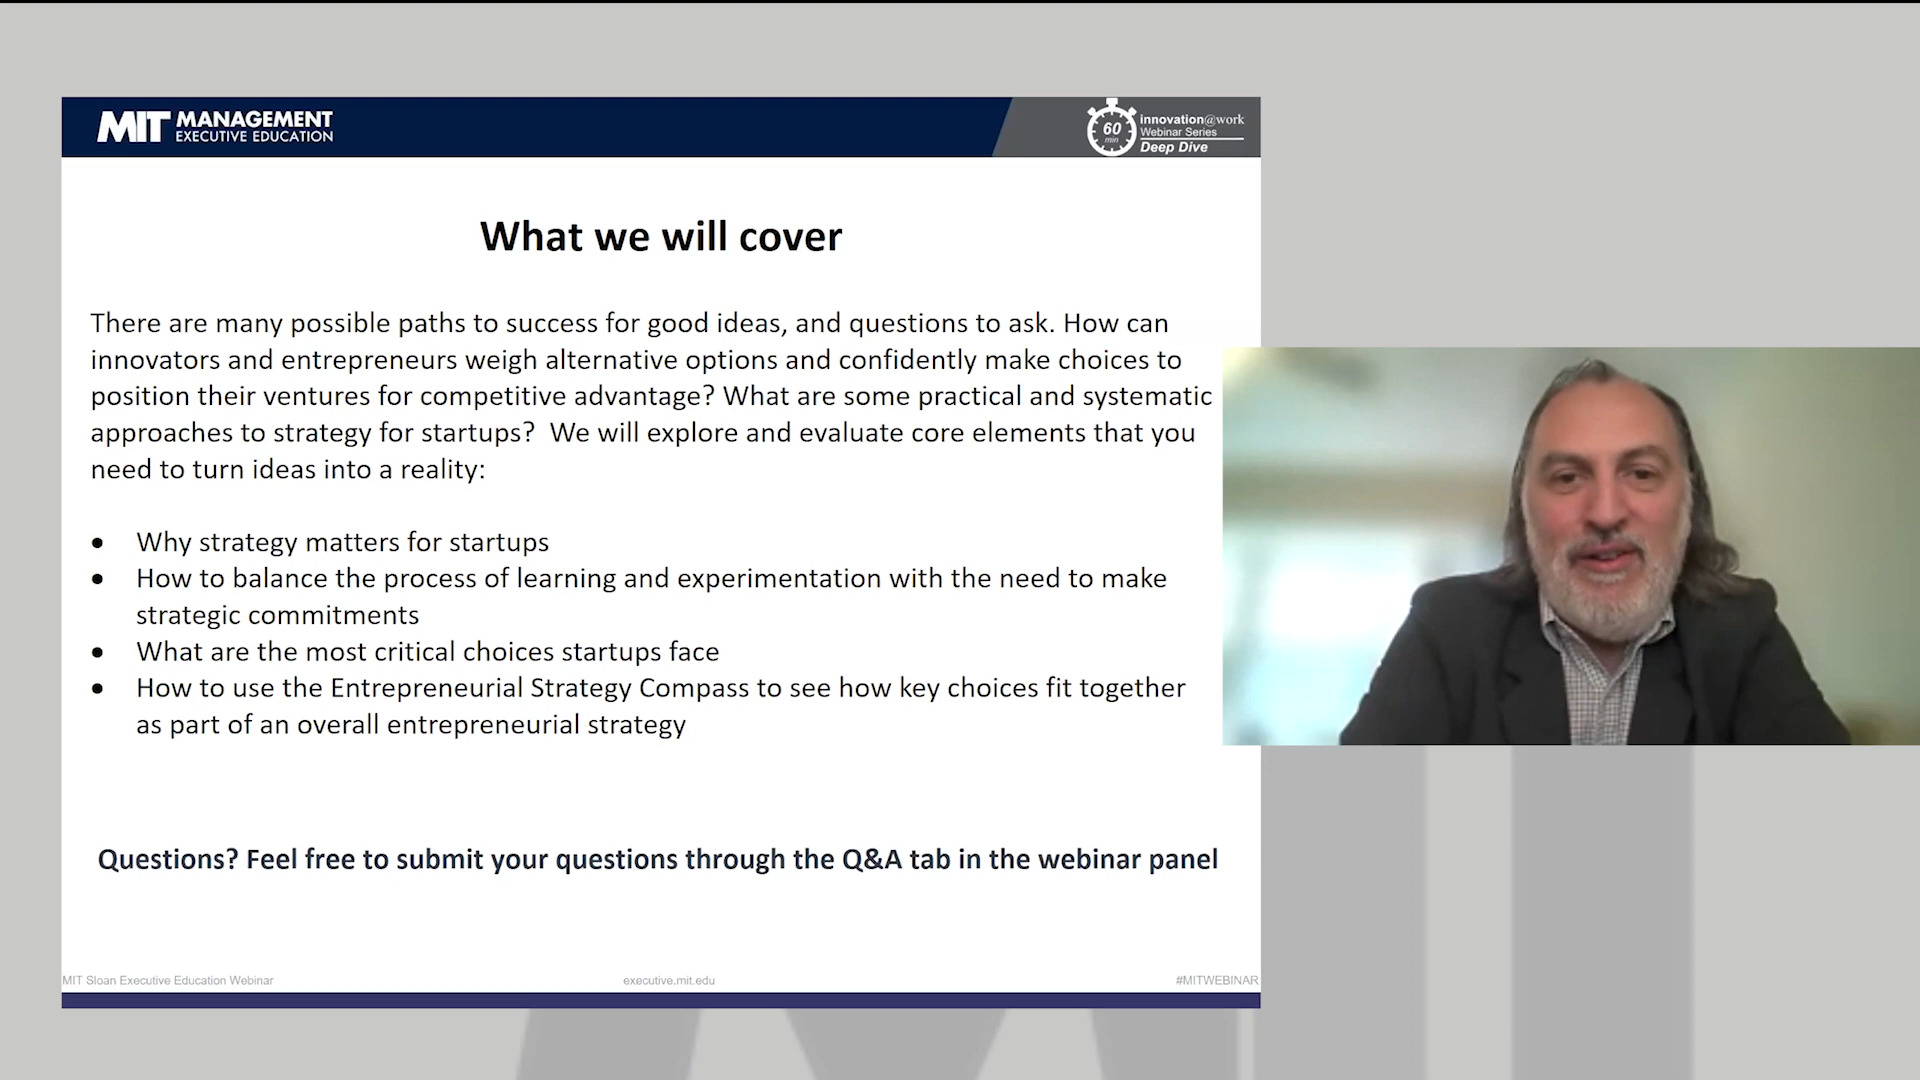 MIT MANAGEMENT
EXECUTIVE EDUCATION
60
min
innovation@work
Webinar Series
Deep Dive
What we will cover
There are many possible paths to success for good ideas, and questions to ask. How can
innovators and entrepreneurs weigh alternative options and confidently make choices to
position their ventures for competitive advantage? What are some practical and systematic
approaches to strategy for startups?  We will explore and evaluate core elements that you
need to turn ideas into a reality:
• Why strategy matters for startups
• How to balance the process of learning and experimentation with the need to make
strategic commitments
• What are the most critical choices startups face
• How to use the Entrepreneurial Strategy Compass to see how key choices fit together
as part of an overall entrepreneurial strategy
Questions? Feel free to submit your questions through the Q&A tab in the webinar panel
MIT Sloan Executive Education Webinar
executive.mit.edu
#MITWEBINAR